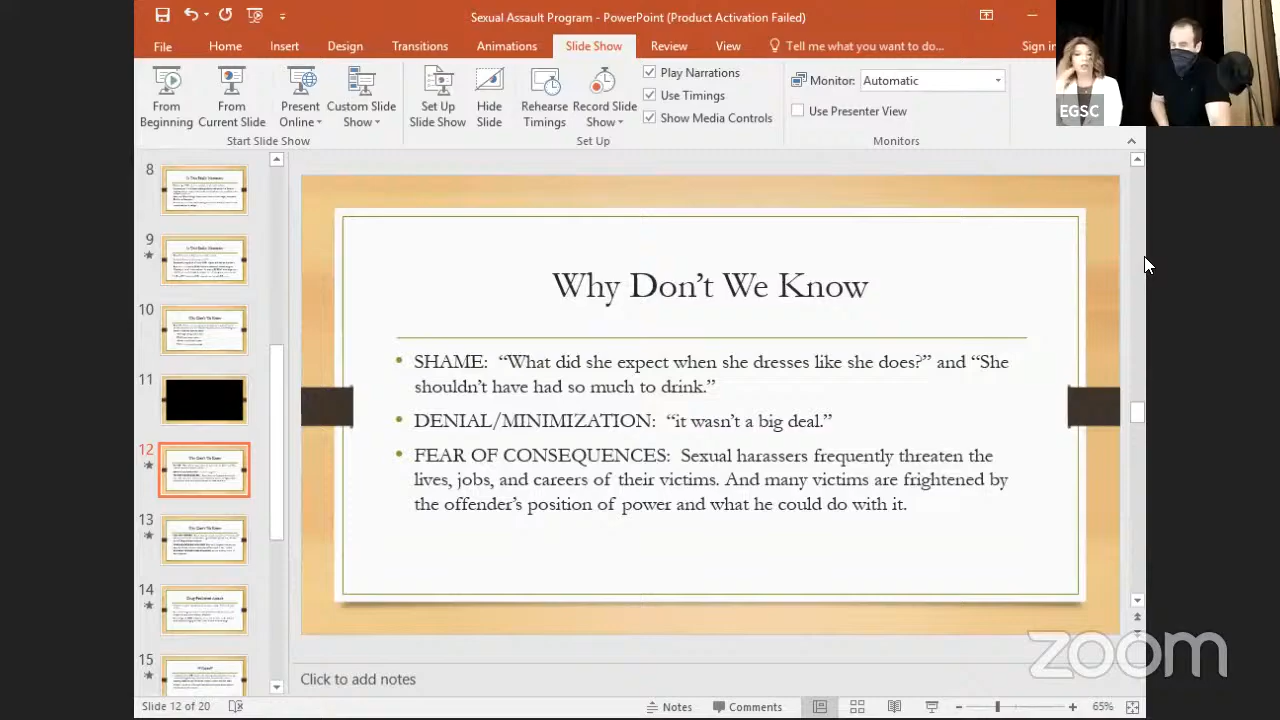 Sexual Assault Program - PowerPoint (Product Activation Failed)
File Home Insert Design Transitions Animations Slide Show Review View Tell me what you want to do... Sign in
From Beginning
From Current Slide
Present Online
Custom Slide Show
Start Slide Show
Set Up Slide Show
Hide Slide
Rehearse Timings
Record Slide Show
Play Narrations
Use Timings
Show Media Controls
Set Up
Monitor: Automatic
Use Presenter View
Monitors
EGSC
8
9
10
11
12
13
14
15
Why Don’t We Know
SHAME: “What did she expect when she dresses like she does?” and “She
shouldn’t have had so much to drink.”
DENIAL/MINIMIZATION: “it wasn’t a big deal.”
FEAR OF CONSEQUENCES: Sexual harassers frequently threaten the
lives, jobs, and careers of their victims. And many victims are frightened by
the offender’s position of power and what he could do with it.
zoom
Click to add notes
Slide 12 of 20 Notes Comments 65%